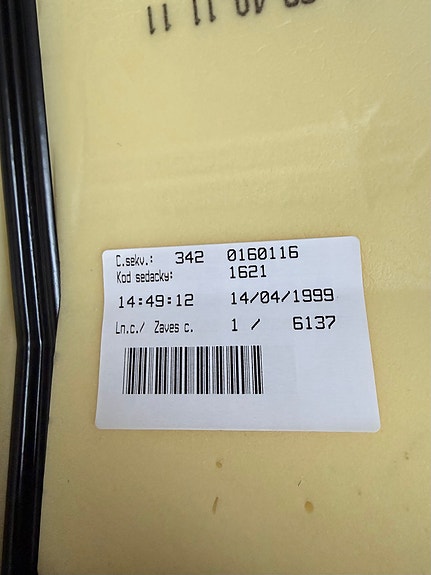 C.sekv.: 342 0160116
Kod sedacky: 1621
14:49:12 14/04/1999
Ln.c./ Zaves c. 1 / 6137